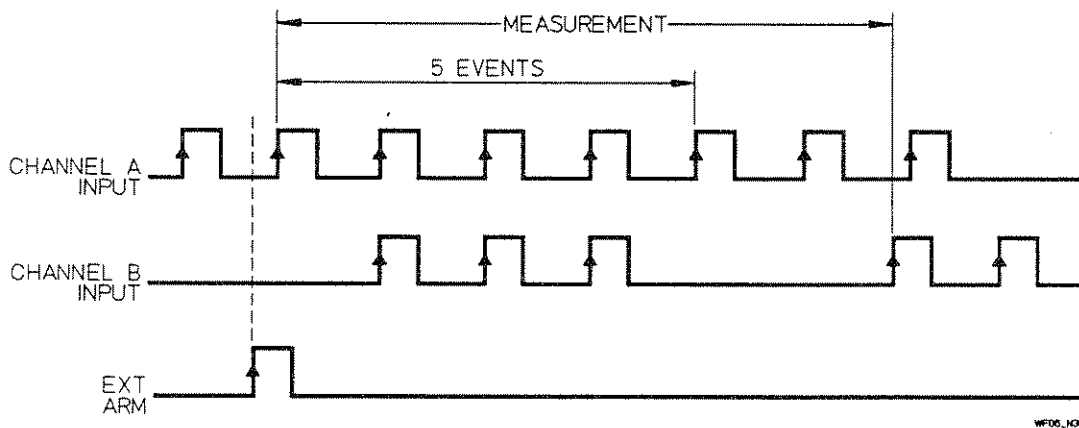 MEASUREMENT
5 EVENTS
CHANNEL A
INPUT
CHANNEL B
INPUT
EXT
ARM